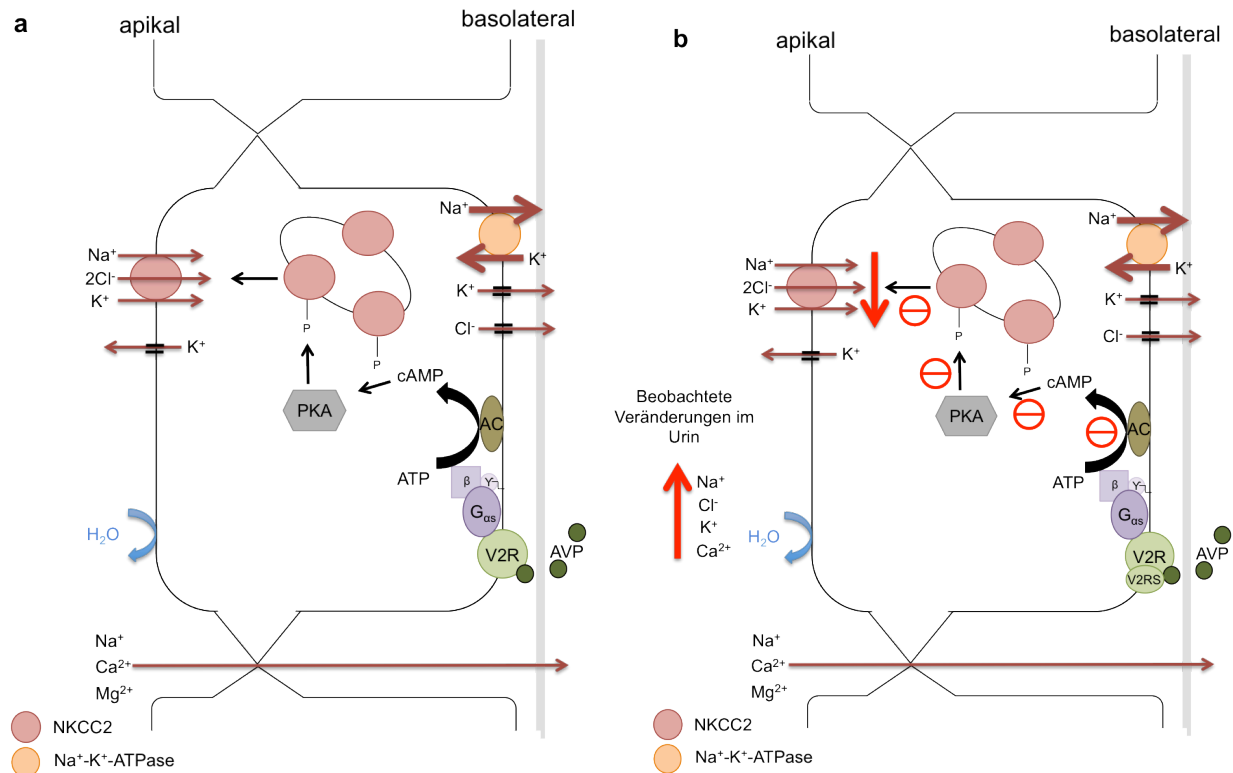 a
apikal
basolateral
Na⁺
K⁺
Na⁺
2Cl⁻
K⁺
K⁺
Cl⁻
K⁺
P
P
cAMP
PKA
AC
ATP
β
γ
Gαs
H₂O
V2R
AVP
Na⁺
Ca²⁺
Mg²⁺
NKCC2
Na⁺-K⁺-ATPase
b
apikal
basolateral
Na⁺
K⁺
Na⁺
2Cl⁻
K⁺
K⁺
Cl⁻
K⁺
P
P
cAMP
PKA
AC
ATP
β
γ
Gαs
Beobachtete
Veränderungen im
Urin
Na⁺
Cl⁻
K⁺
Ca²⁺
H₂O
V2R
V2RS
AVP
Na⁺
Ca²⁺
Mg²⁺
NKCC2
Na⁺-K⁺-ATPase